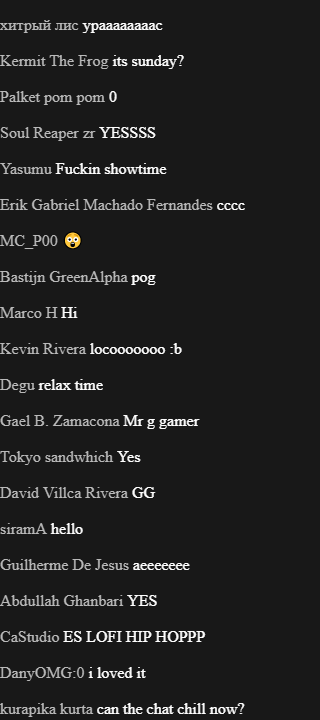 хитрый лис ураааааааас
Kermit The Frog its sunday?
Palket pom pom 0
Soul Reaper zr YESSSS
Yasumu Fuckin showtime
Erik Gabriel Machado Fernandes cccc
MC_P00 😲
Bastijn GreenAlpha pog
Marco H Hi
Kevin Rivera locooooooo :b
Degu relax time
Gael B. Zamacona Mr g gamer
Tokyo sandwhich Yes
David Villca Rivera GG
siramA hello
Guilherme De Jesus aeeeeeee
Abdullah Ghanbari YES
CaStudio ES LOFI HIP HOPPP
DanyOMG:0 i loved it
kurapika kurta can the chat chill now?